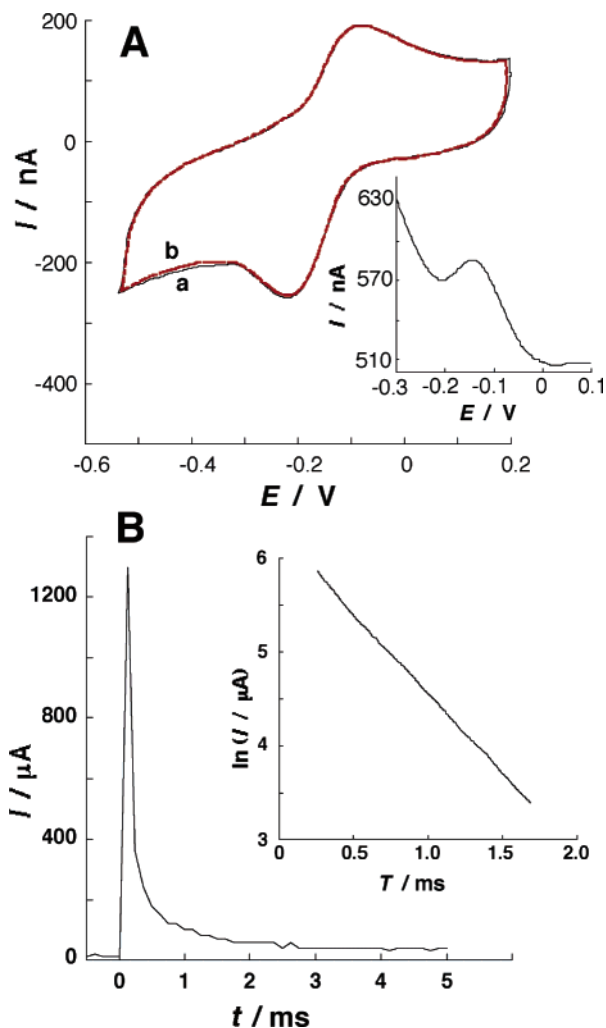 A
200
0
-200
-400
I / nA
b
a
630
570
510
I / nA
-0.3 -0.2 -0.1 0 0.1
E / V
-0.6 -0.4 -0.2 0 0.2
E / V
B
1200
800
400
0
I / μA
6
5
4
3
ln (I / μA)
0 0.5 1.0 1.5 2.0
T / ms
0 1 2 3 4 5
t / ms